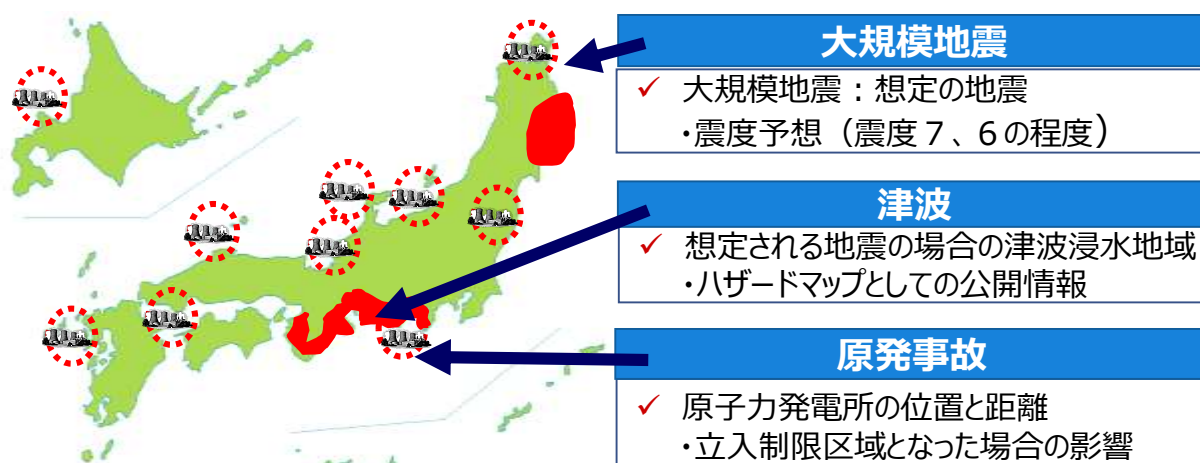 大規模地震
✓ 大規模地震:想定の地震
・震度予想(震度7、6の程度)
津波
✓ 想定される地震の場合の津波浸水地域
・ハザードマップとしての公開情報
原発事故
✓ 原子力発電所の位置と距離
・立入制限区域となった場合の影響